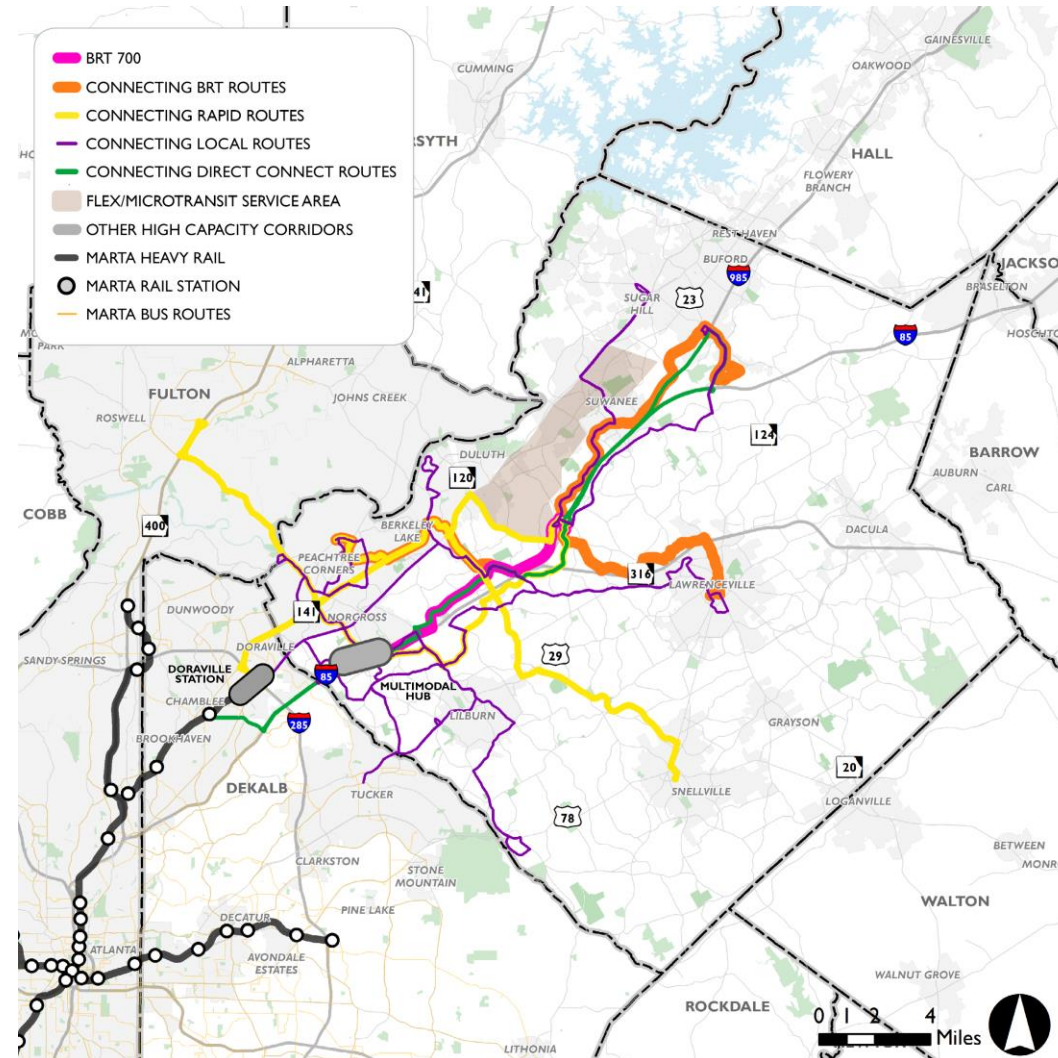 BRT 700
CONNECTING BRT ROUTES
CONNECTING RAPID ROUTES
CONNECTING LOCAL ROUTES
CONNECTING DIRECT CONNECT ROUTES
FLEX/MICROTRANSIT SERVICE AREA
OTHER HIGH CAPACITY CORRIDORS
MARTA HEAVY RAIL
MARTA RAIL STATION
MARTA BUS ROUTES
GAINESVILLE
OAKWOOD
CUMMING
SYTH
HALL
FLOWERY
BRANCH
REST HAVEN
BUFORD
985
JACKSO
BRASELTON
HOSCHTO
41
SUGAR
HILL
23
85
PARK
ALPHARETTA
FULTON
JOHNS CREEK
ROSWELL
SUWANEE
124
DULUTH
120
BARROW
AUBURN
CARL
COBB
400
BERKELEY
LAKE
DACULA
PEACHTREE
CORNERS
316
LAWRENCEVILLE
DUNWOODY
141
NORCROSS
DORAVILLE
SANDY SPRINGS
DORAVILLE
STATION
29
85
MULTIMODAL
HUB
CHAMBLEE
285
LILBURN
GRAYSON
BROOKHAVEN
20
DEKALB
TUCKER
SNELLVILLE
LOGANVILLE
78
BETWEEN
MONR
CLARKSTON
STONE
MOUNTAIN
WALTON
DECATUR
PINE LAKE
ATLANTA
AVONDALE
ESTATES
WALNUT GROVE
ROCKDALE
0 1 2 4
Miles
LITHONIA